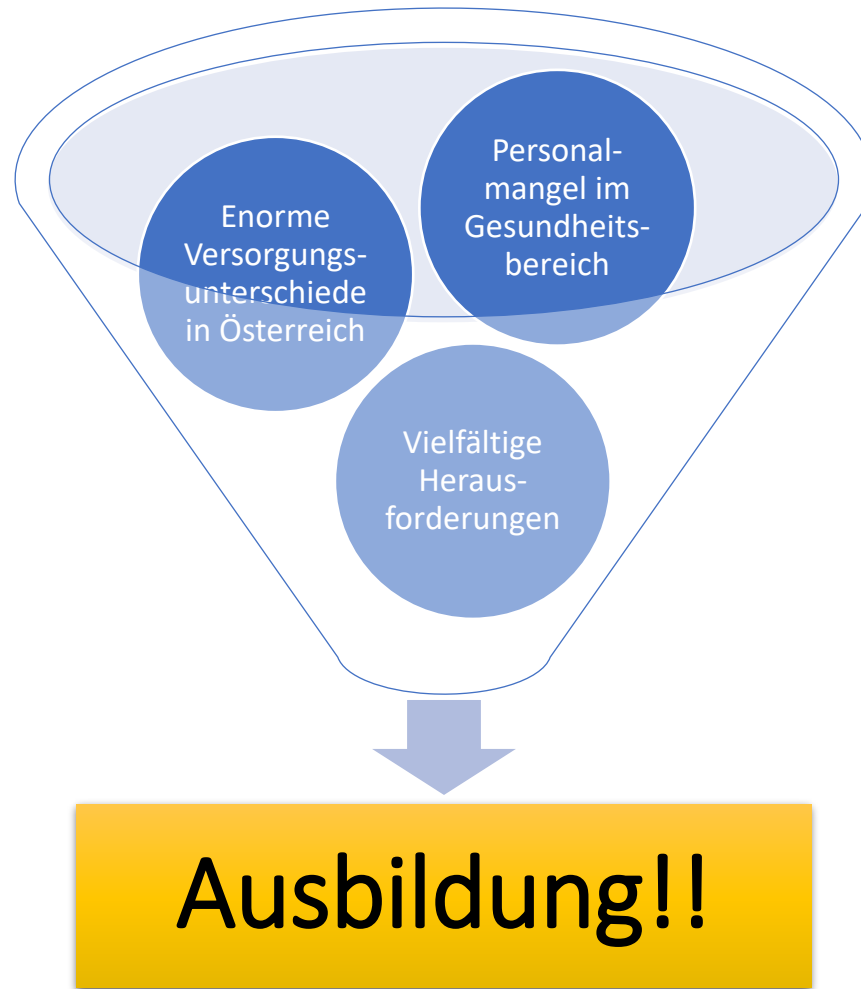 Personal-
mangel im
Gesundheits-
bereich
Enorme
Versorgungs-
unterschiede
in Österreich
Vielfältige
Heraus-
forderungen
Ausbildung!!